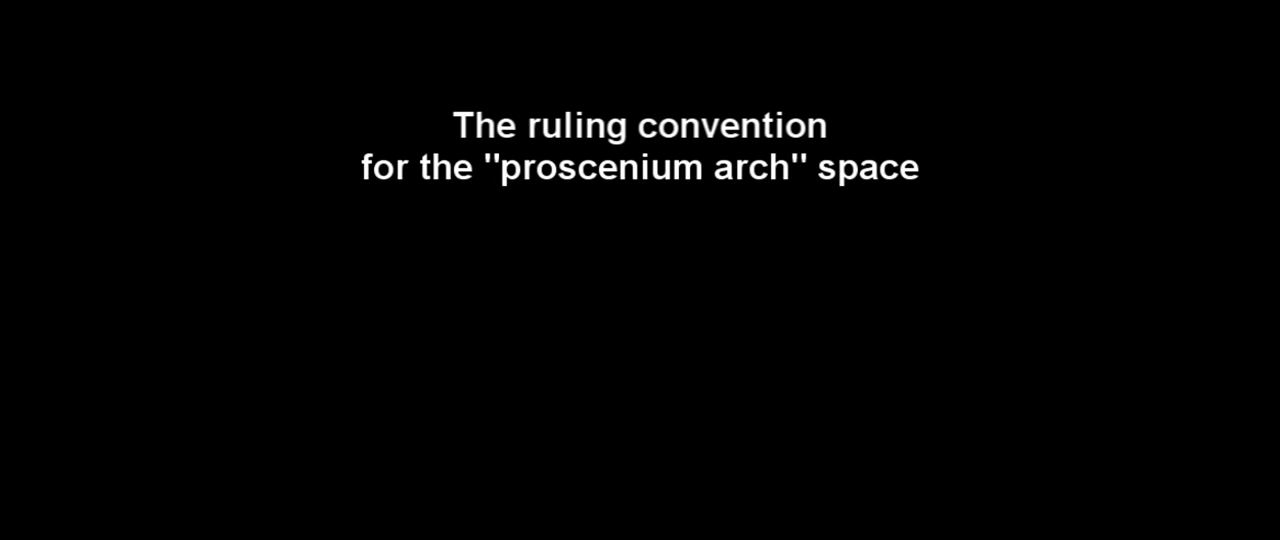 The ruling convention
for the "proscenium arch" space